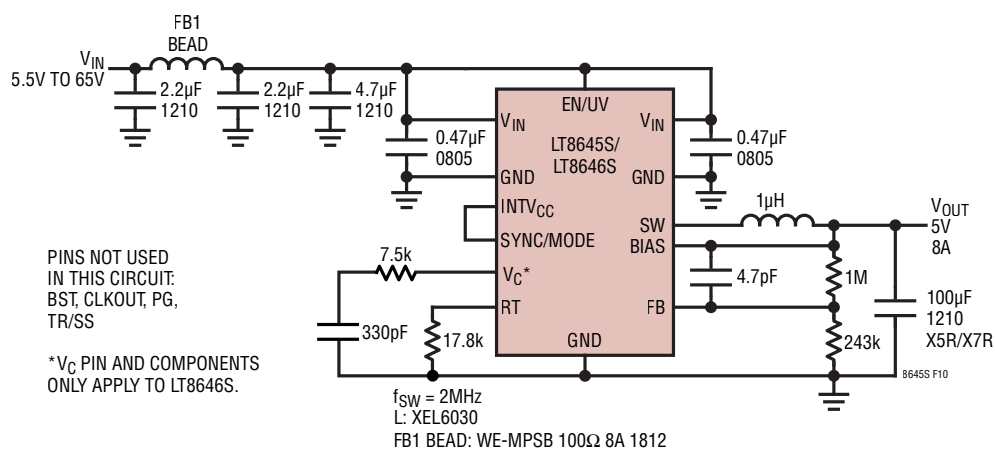 FB1
BEAD
VIN
5.5V TO 65V
2.2µF
1210
2.2µF
1210
4.7µF
1210
0.47µF
0805
EN/UV
VIN
VIN
LT8645S/
LT8646S
GND
GND
0.47µF
0805
INTVCC
SYNC/MODE
SW
BIAS
1µH
VOUT
5V
8A
PINS NOT USED
IN THIS CIRCUIT:
BST, CLKOUT, PG,
TR/SS
7.5k
VC*
4.7pF
1M
RT
FB
330pF
17.8k
GND
243k
100µF
1210
X5R/X7R
*VC PIN AND COMPONENTS
ONLY APPLY TO LT8646S.
8645S F10
fSW = 2MHz
L: XEL6030
FB1 BEAD: WE-MPSB 100Ω 8A 1812